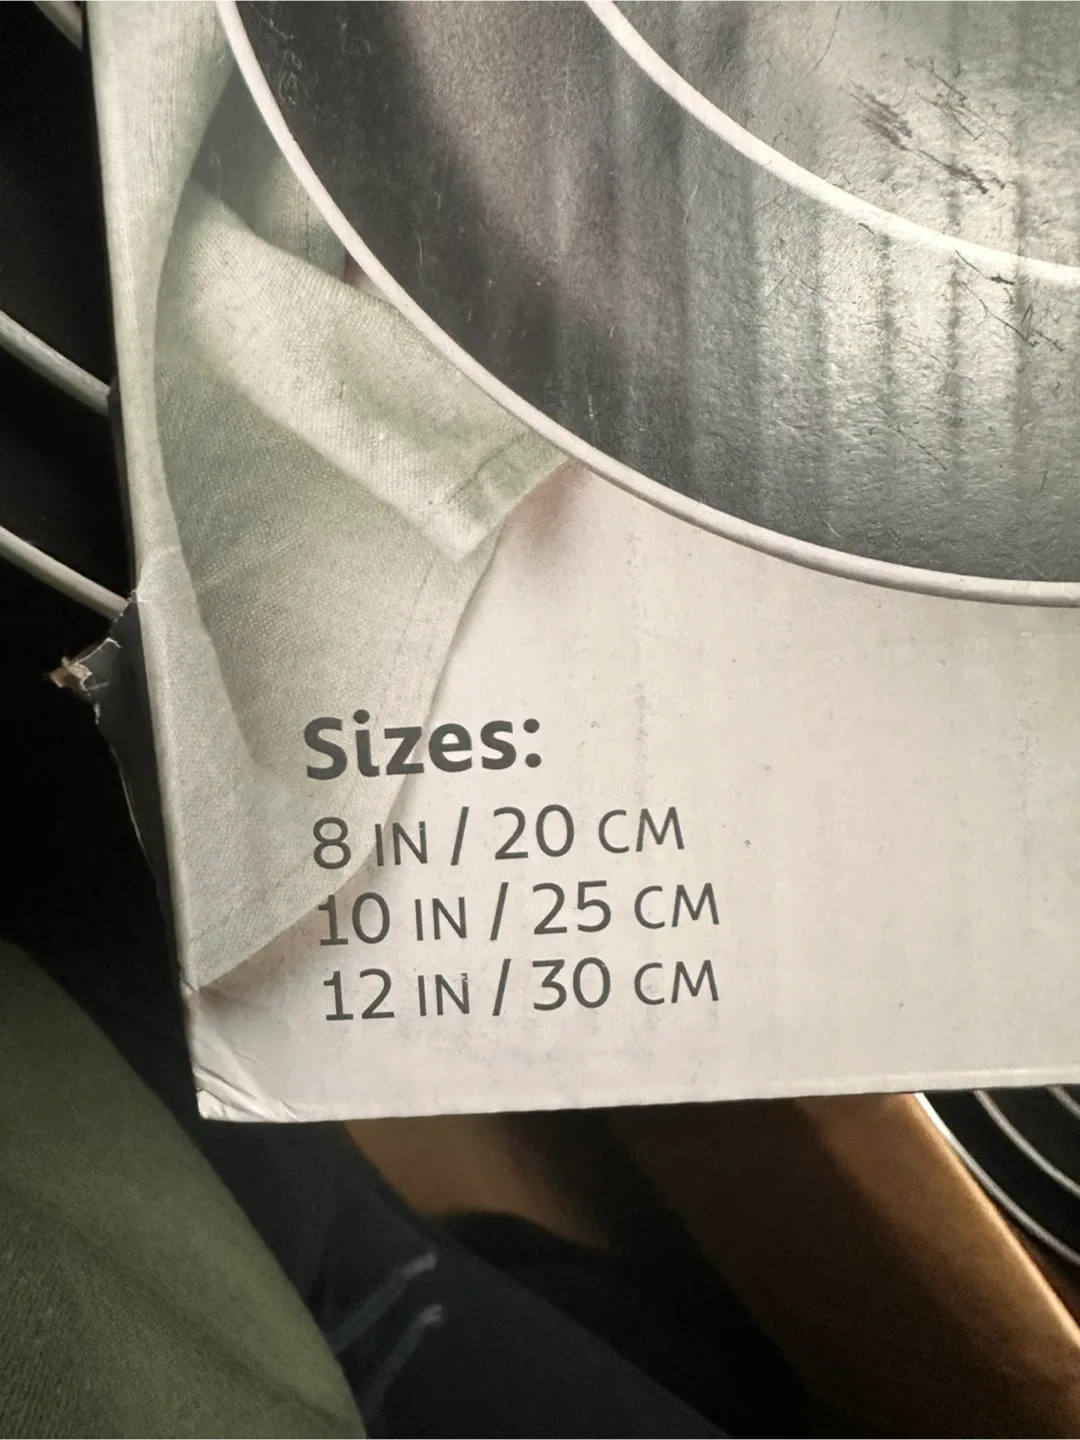 Sizes:
8 IN / 20 CM
10 IN / 25 CM
12 IN / 30 CM